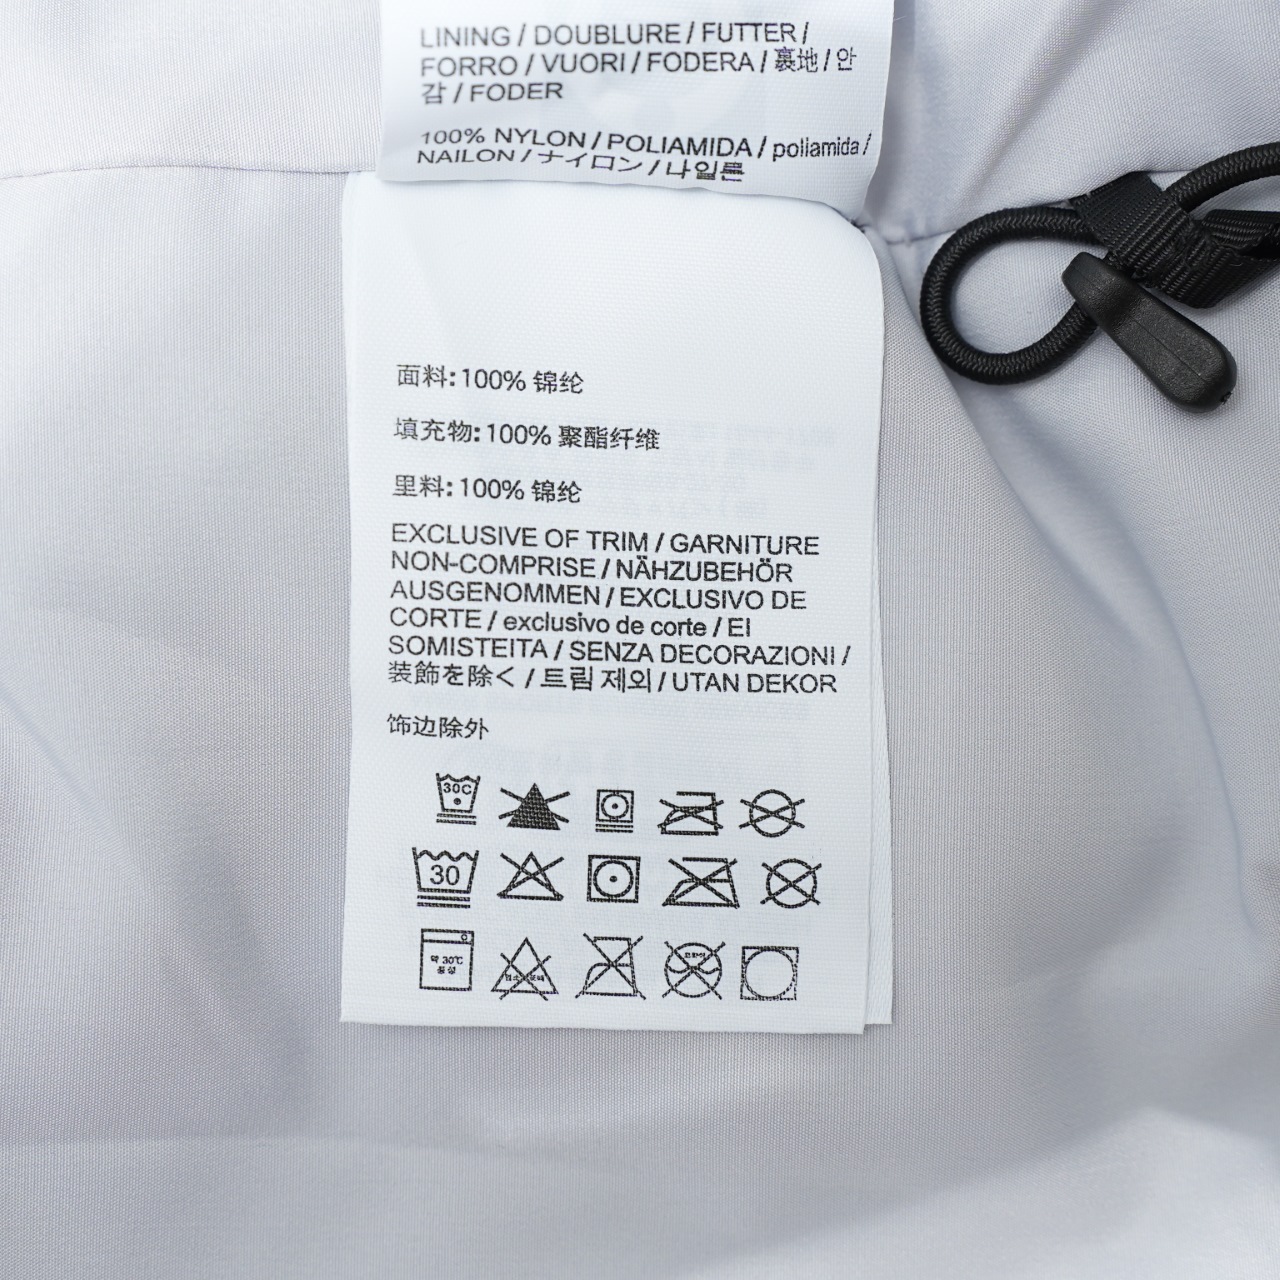 LINING / DOUBLURE / FUTTER /
FORRO / VUORI / FODERA / 裏地 / 안
감 / FODER
100% NYLON / POLIAMIDA / poliamida /
NAILON / ナイロン / 나일론
面料: 100% 锦纶
填充物: 100% 聚酯纤维
里料: 100% 锦纶
EXCLUSIVE OF TRIM / GARNITURE
NON-COMPRISE / NÄHZUBEHÖR
AUSGENOMMEN / EXCLUSIVO DE
CORTE / exclusivo de corte / EI
SOMISTEITA / SENZA DECORAZIONI /
装飾を除く / 트림 제외 / UTAN DEKOR
饰边除外
30C
30
약 30℃
중성